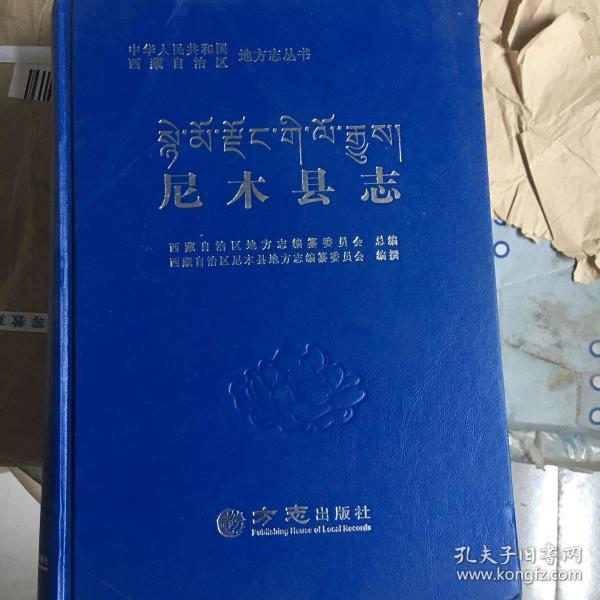 中华人民共和国
西藏自治区
地方志丛书
སྙེ་མོ་རྫོང་གི་ལོ་རྒྱུས།
尼木县志
西藏自治区地方志编纂委员会 总编
西藏自治区尼木县地方志编纂委员会 编撰
方志出版社
Publishing House of Local Records
等教育
孔夫子旧书网
www.kongfz.com